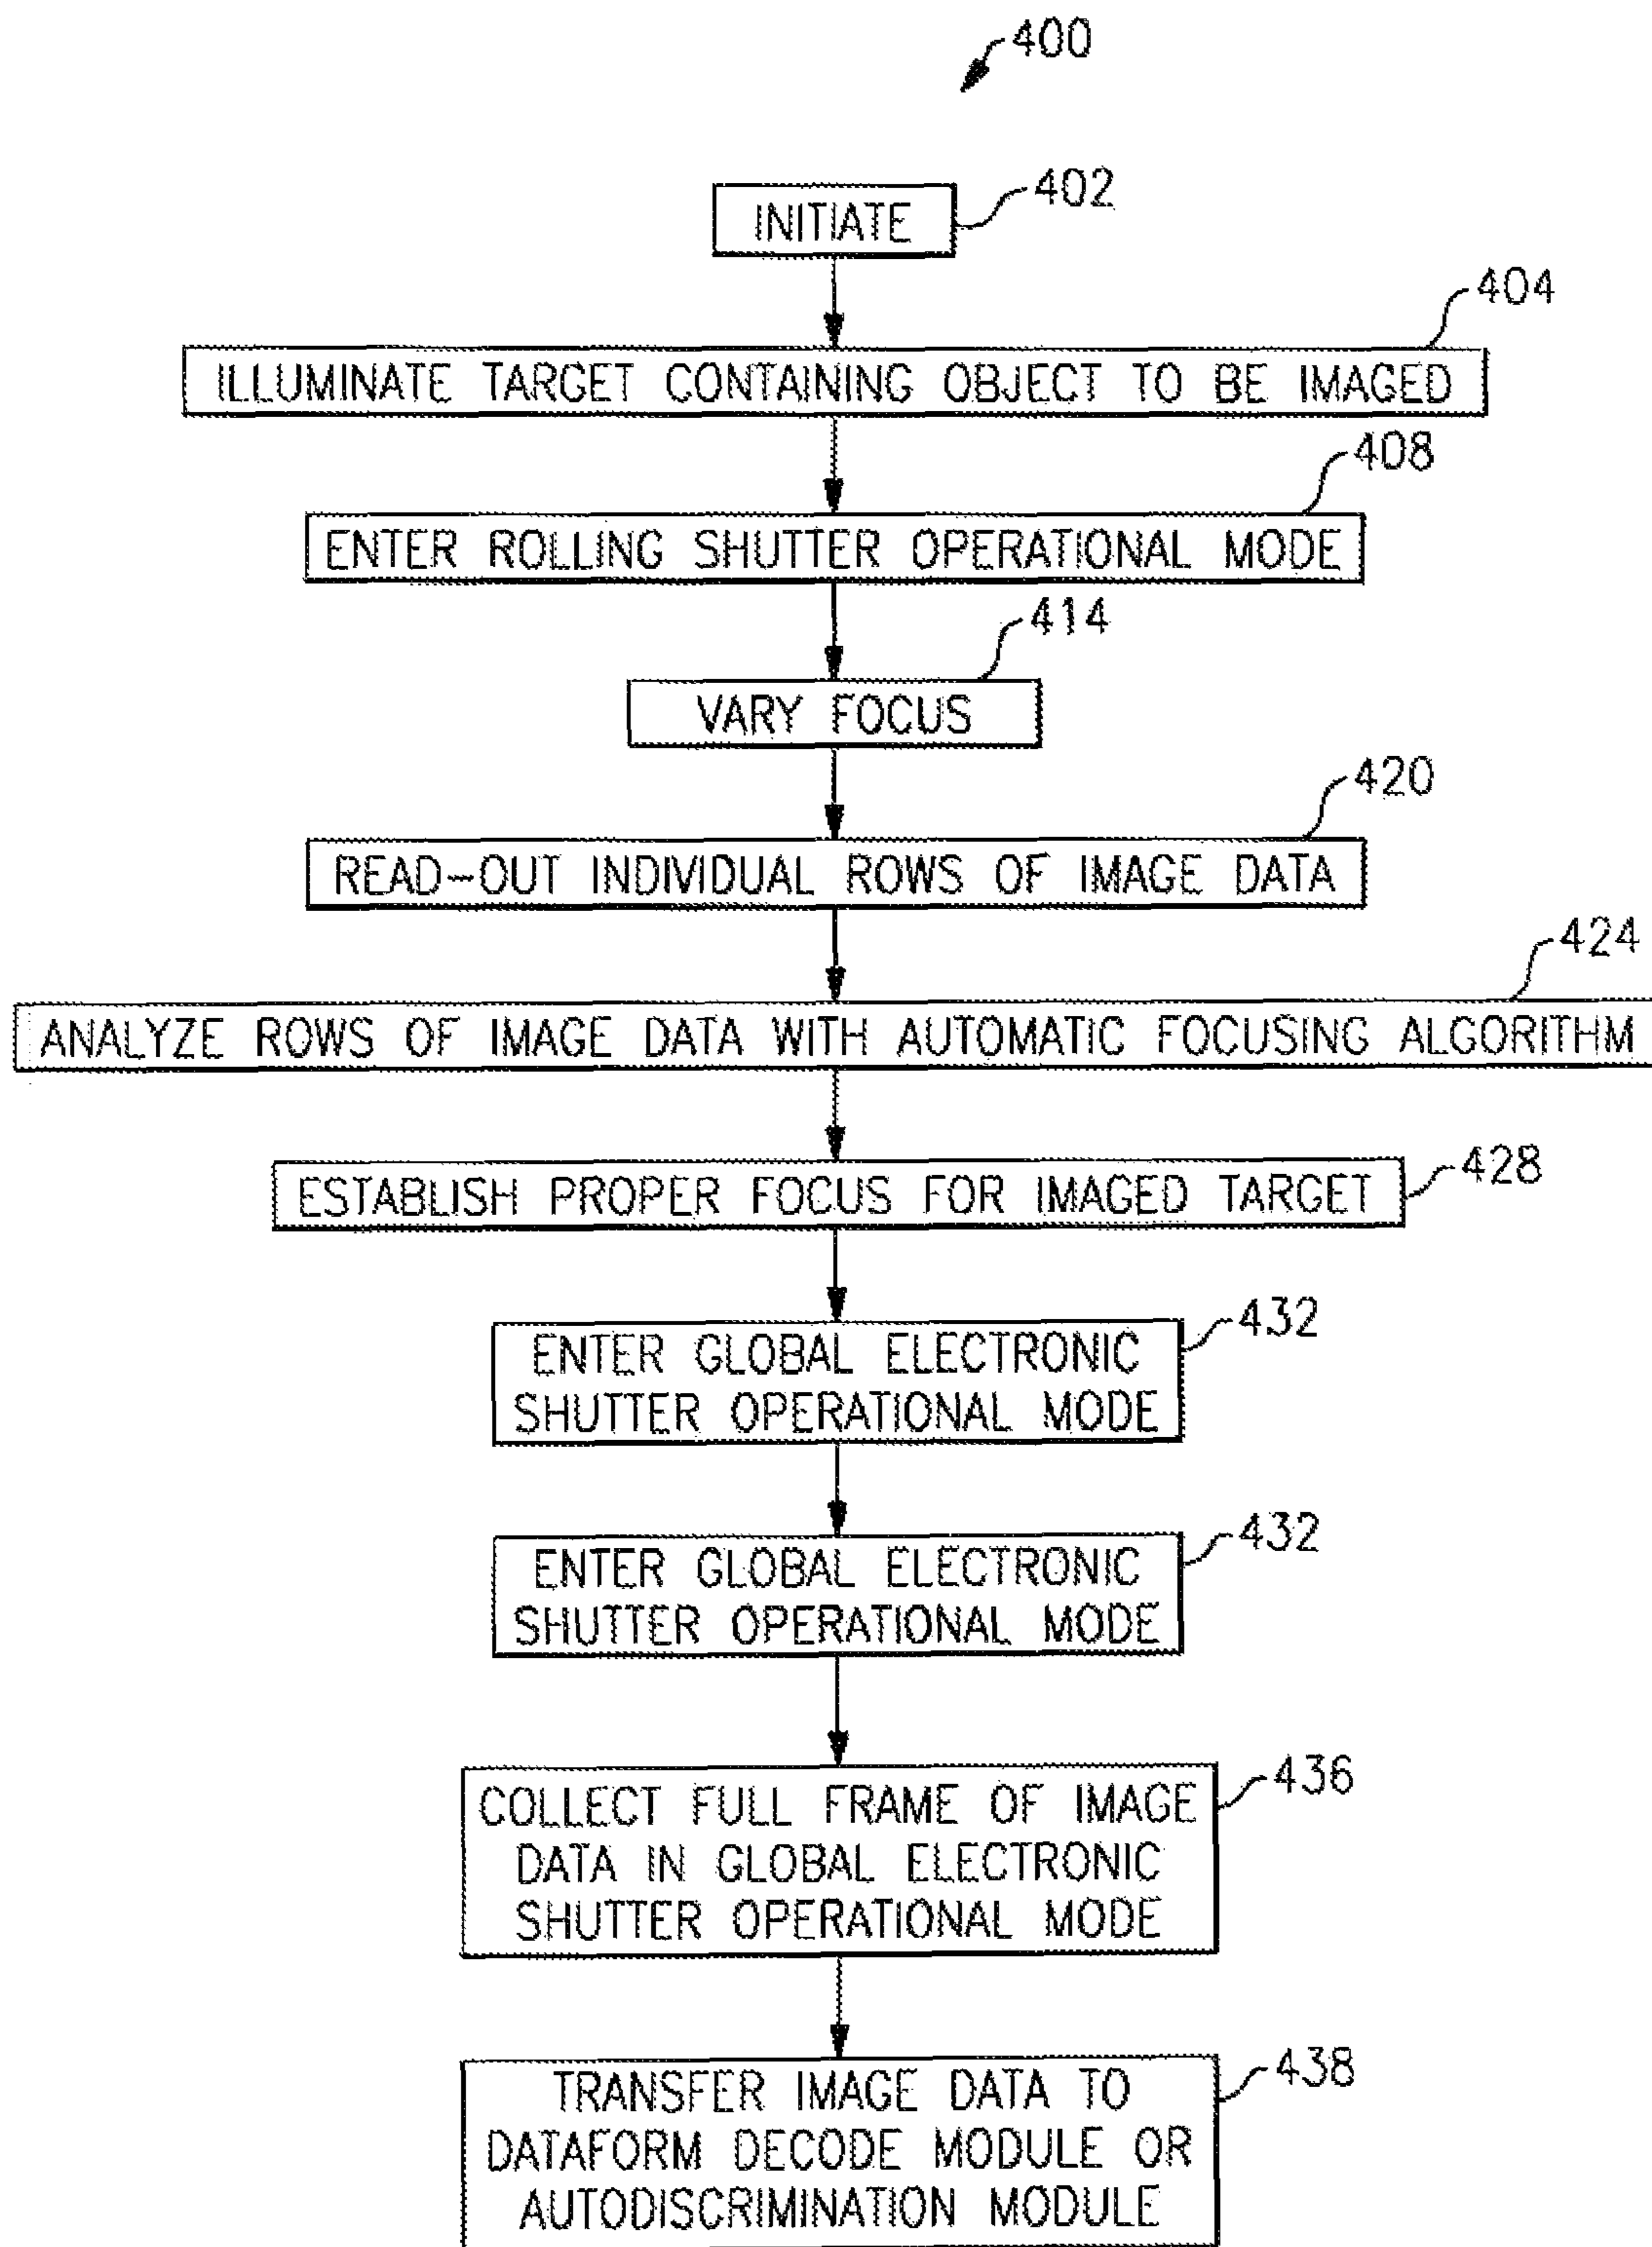 400
INITIATE
402
ILLUMINATE TARGET CONTAINING OBJECT TO BE IMAGED
404
ENTER ROLLING SHUTTER OPERATIONAL MODE
408
VARY FOCUS
414
READ-OUT INDIVIDUAL ROWS OF IMAGE DATA
420
ANALYZE ROWS OF IMAGE DATA WITH AUTOMATIC FOCUSING ALGORITHM
424
ESTABLISH PROPER FOCUS FOR IMAGED TARGET
428
ENTER GLOBAL ELECTRONIC
SHUTTER OPERATIONAL MODE
432
ENTER GLOBAL ELECTRONIC
SHUTTER OPERATIONAL MODE
432
COLLECT FULL FRAME OF IMAGE
DATA IN GLOBAL ELECTRONIC
SHUTTER OPERATIONAL MODE
436
TRANSFER IMAGE DATA TO
DATAFORM DECODE MODULE OR
AUTODISCRIMINATION MODULE
438